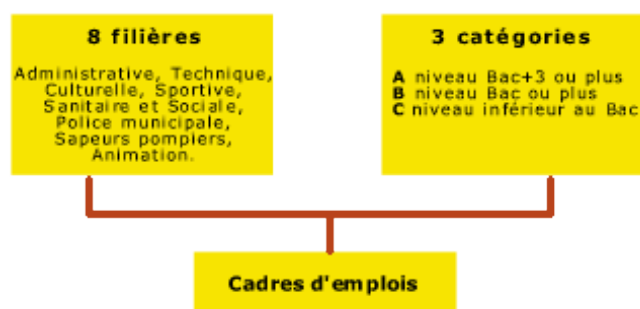 8 filières
Administrative, Technique,
Culturelle, Sportive,
Sanitaire et Sociale,
Police municipale,
Sapeurs pompiers,
Animation.
3 catégories
A niveau Bac+3 ou plus
B niveau Bac ou plus
C niveau inférieur au Bac
Cadres d'emplois